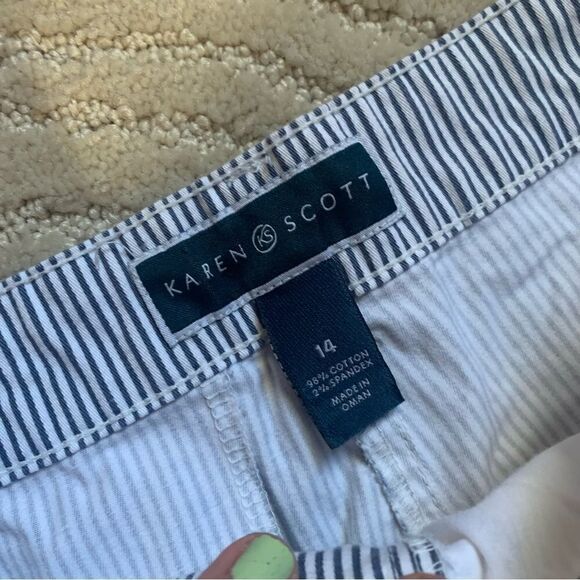 KAREN KS SCOTT
14
98% COTTON
2% SPANDEX
MADE IN
OMAN